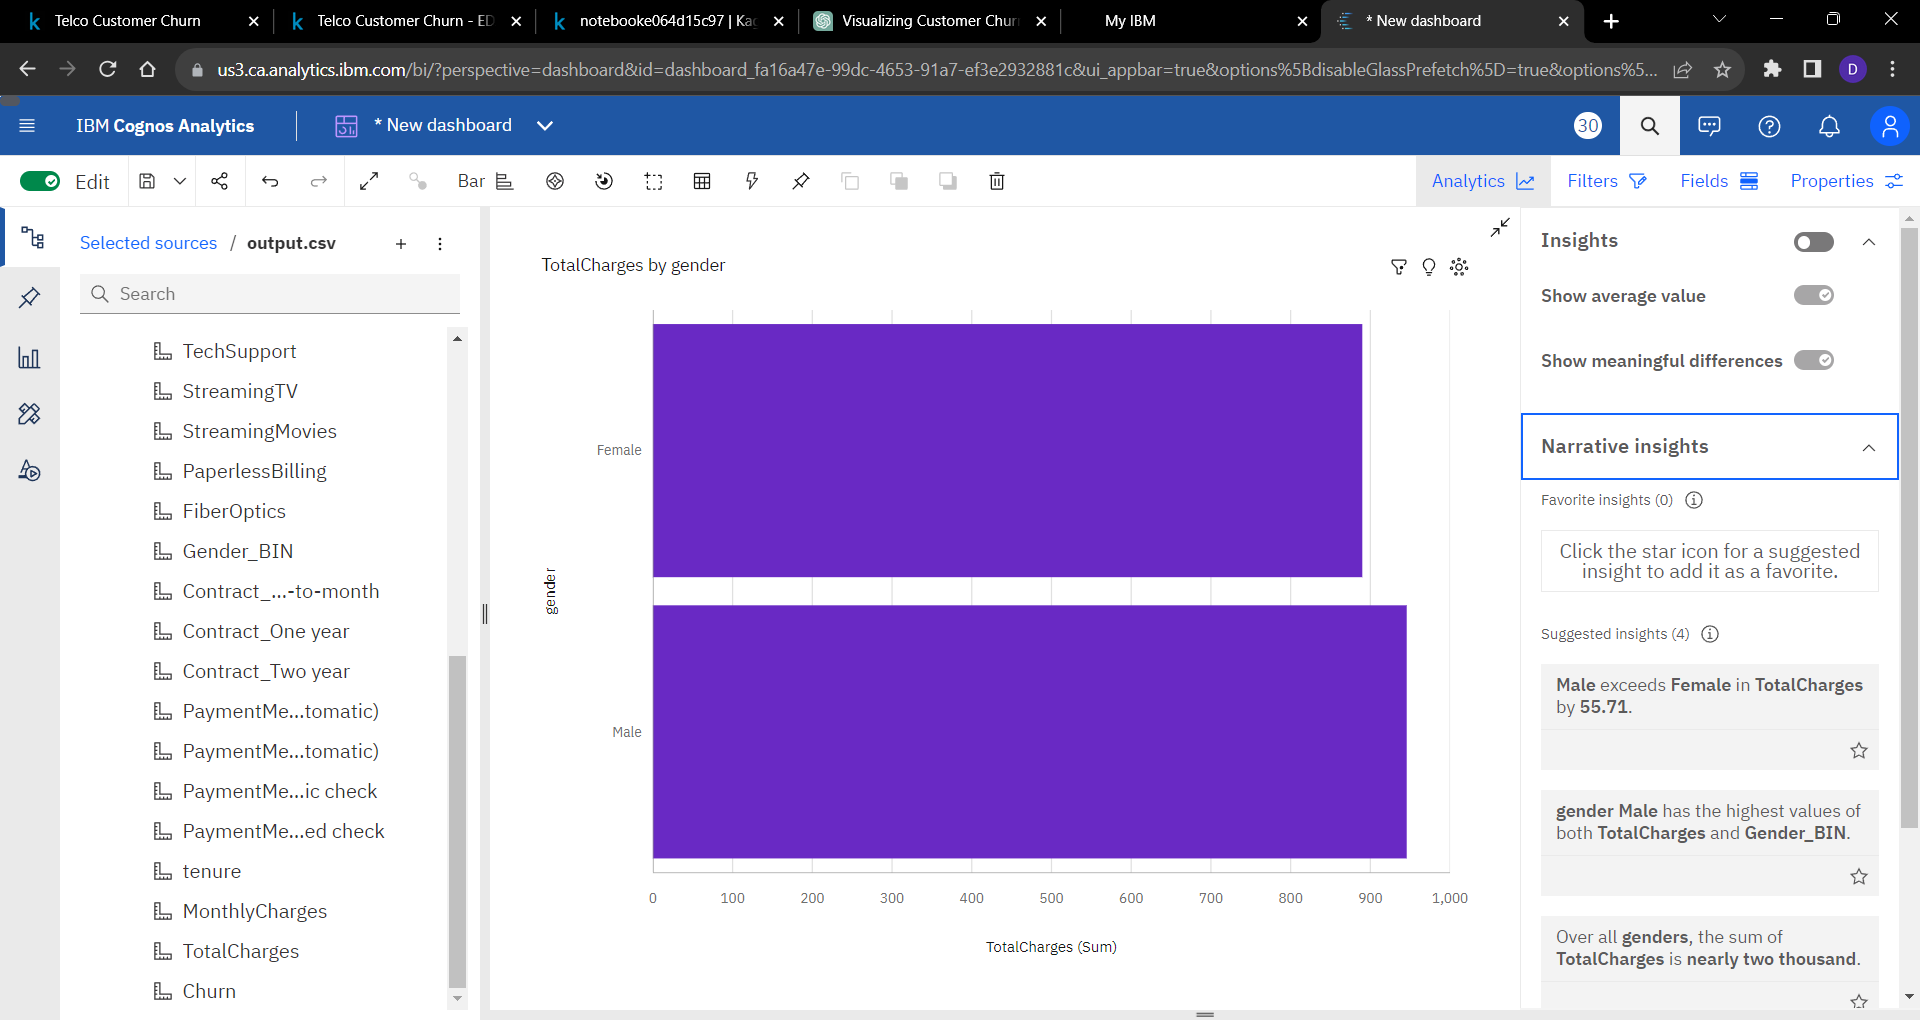 Telco Customer Churn
Telco Customer Churn - ED
notebooke064d15c97 | Kag
Visualizing Customer Churn
My IBM
* New dashboard
us3.ca.analytics.ibm.com/bi/?perspective=dashboard&id=dashboard_fa16a47e-99dc-4653-91a7-ef3e2932881c&ui_appbar=true&options%5BdisableGlassPrefetch%5D=true&options%5...
D
IBM Cognos Analytics
* New dashboard
30
Edit
Bar
Analytics
Filters
Fields
Properties
Selected sources / output.csv
Search
TechSupport
StreamingTV
StreamingMovies
PaperlessBilling
FiberOptics
Gender_BIN
Contract_...-to-month
Contract_One year
Contract_Two year
PaymentMe...tomatic)
PaymentMe...tomatic)
PaymentMe...ic check
PaymentMe...ed check
tenure
MonthlyCharges
TotalCharges
Churn
TotalCharges by gender
gender
Female
Male
0 100 200 300 400 500 600 700 800 900 1,000
TotalCharges (Sum)
Insights
Show average value
Show meaningful differences
Narrative insights
Favorite insights (0)
Click the star icon for a suggested
insight to add it as a favorite.
Suggested insights (4)
Male exceeds Female in TotalCharges
by 55.71.
gender Male has the highest values of
both TotalCharges and Gender_BIN.
Over all genders, the sum of
TotalCharges is nearly two thousand.